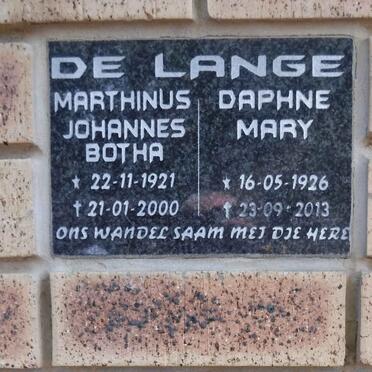 DE LANGE
MARTHINUS
JOHANNES
BOTHA
* 22-11-1921
† 21-01-2000
DAPHNE
MARY
* 16-05-1926
† 23-09-2013
ONS WANDEL SAAM MET DIE HERE